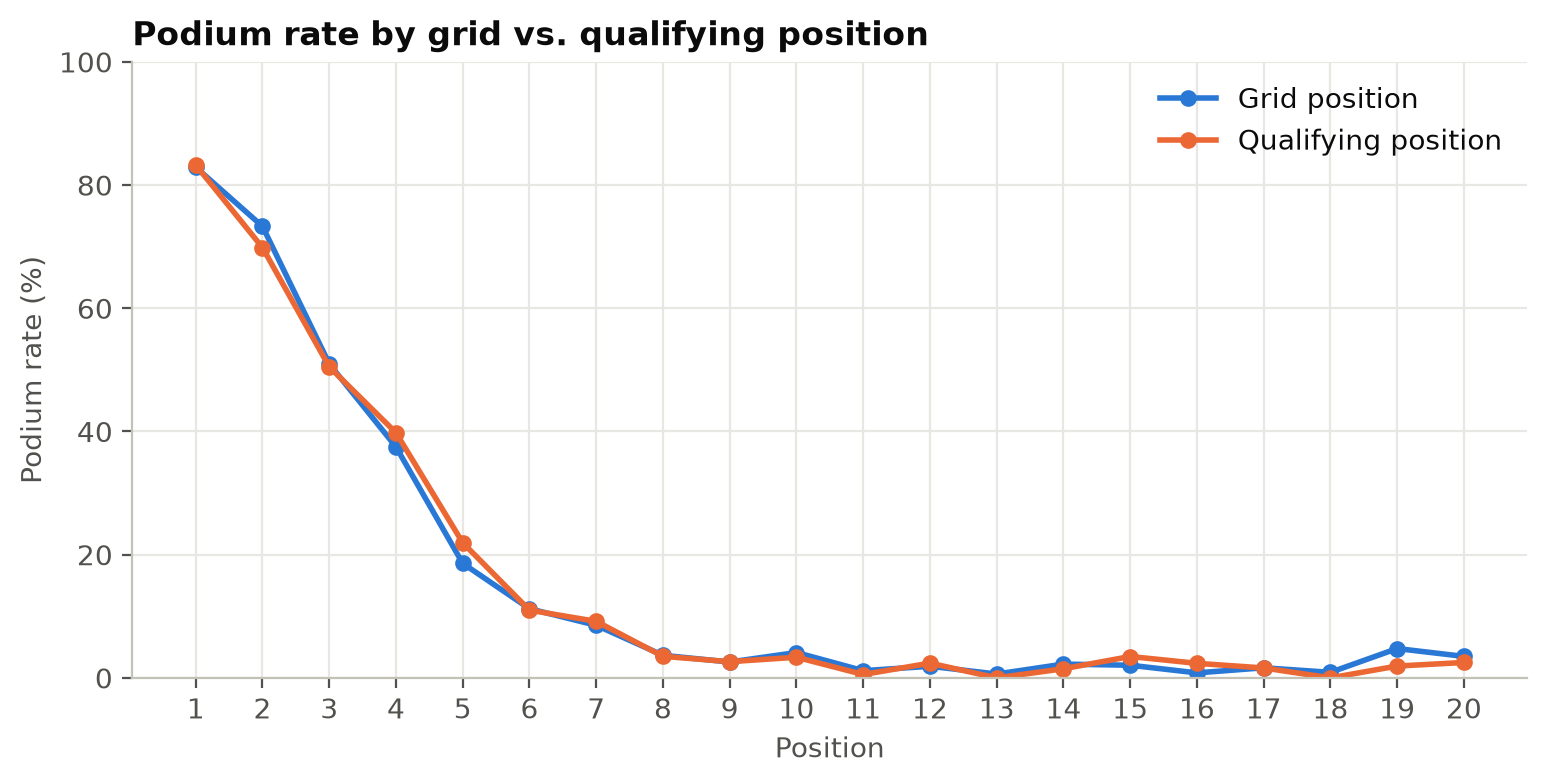 Podium rate by grid vs. qualifying position
Grid position
Qualifying position
Podium rate (%)
100
80
60
40
20
0
1 2 3 4 5 6 7 8 9 10 11 12 13 14 15 16 17 18 19 20
Position